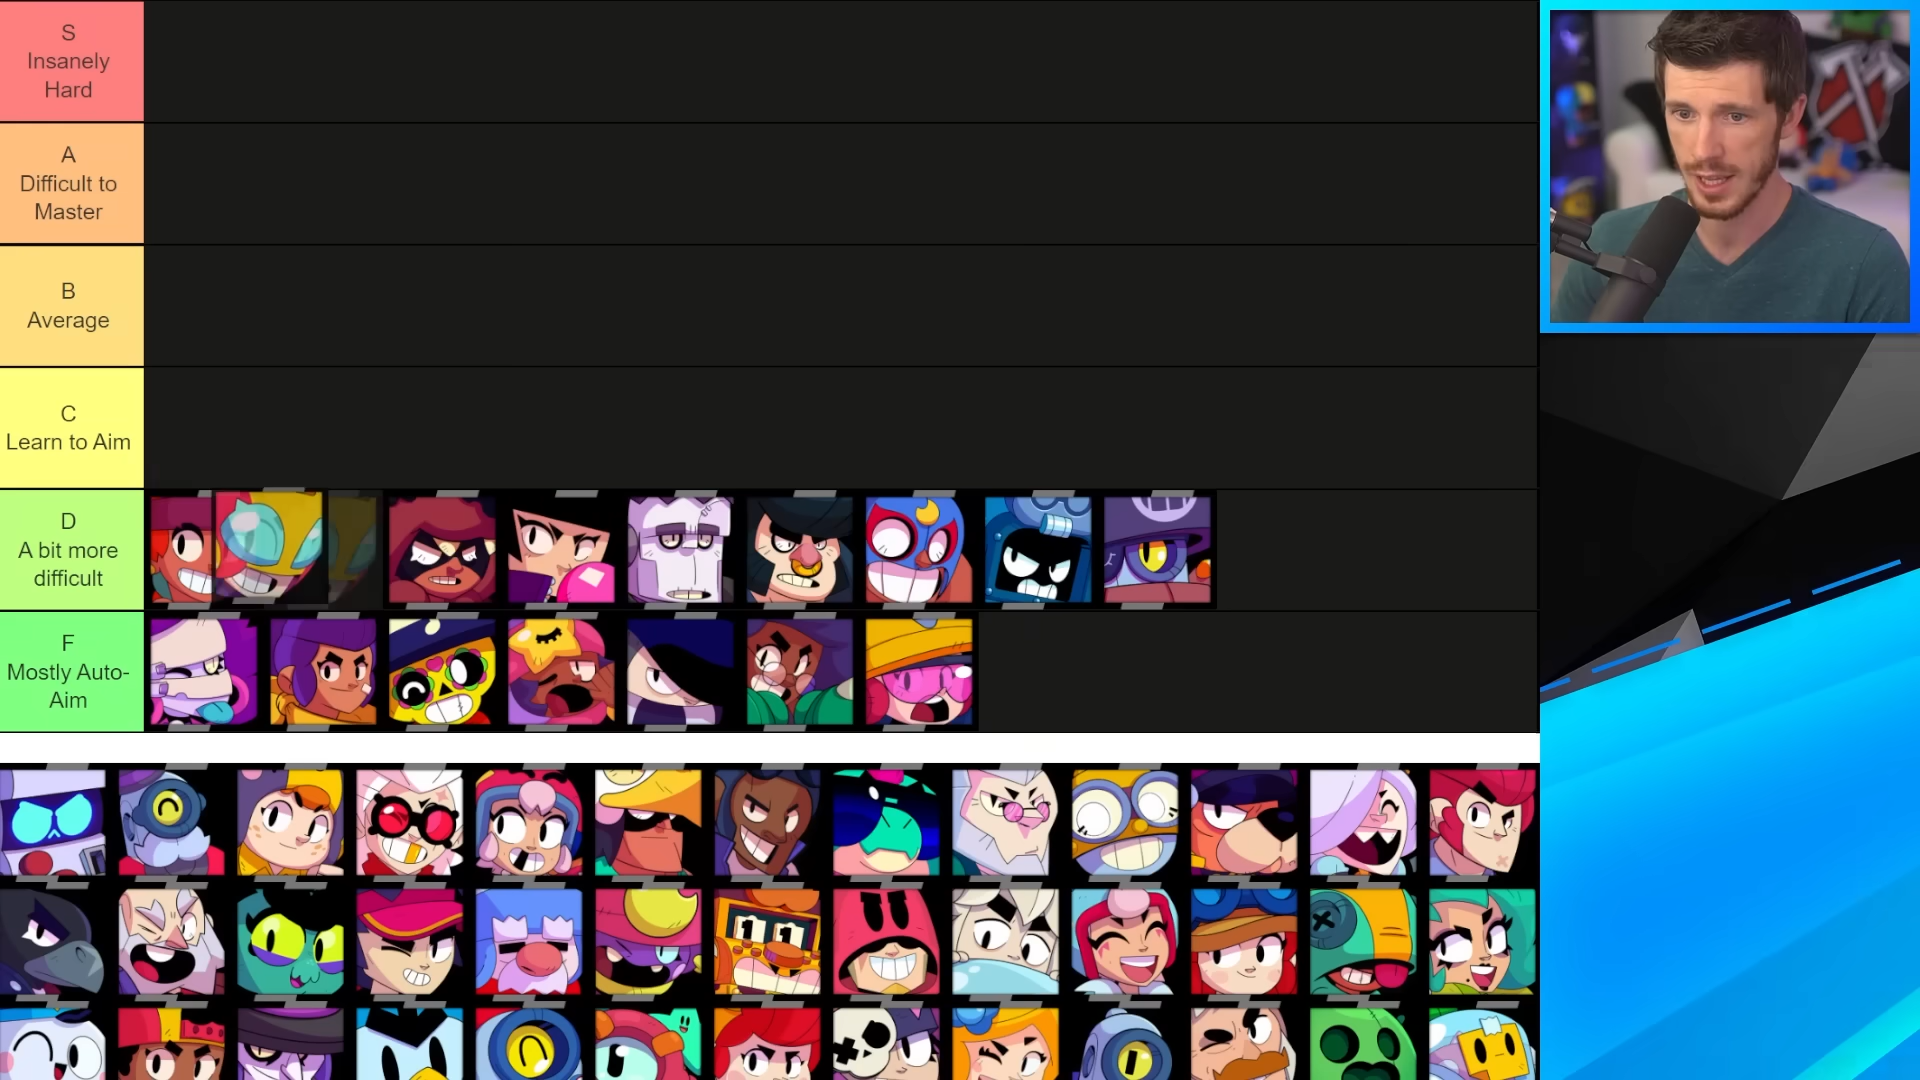 S
Insanely
Hard
A
Difficult to
Master
B
Average
C
Learn to Aim
D
A bit more
difficult
F
Mostly Auto-
Aim